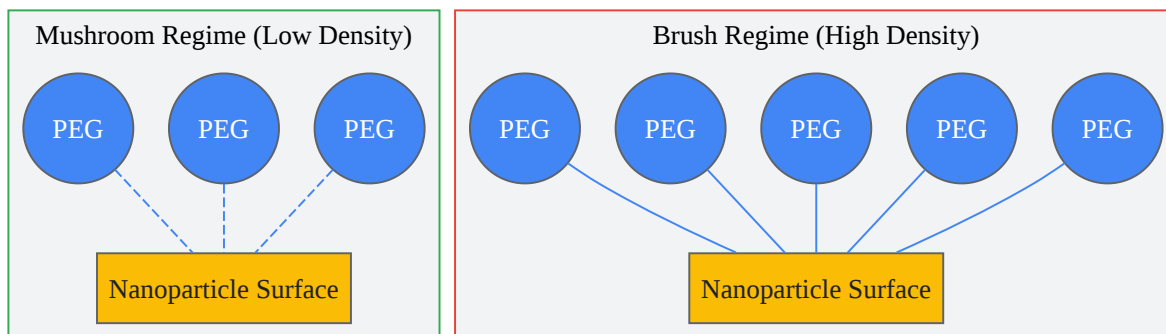 Mushroom Regime (Low Density)
PEG PEG PEG
Nanoparticle Surface
Brush Regime (High Density)
PEG PEG PEG PEG PEG
Nanoparticle Surface